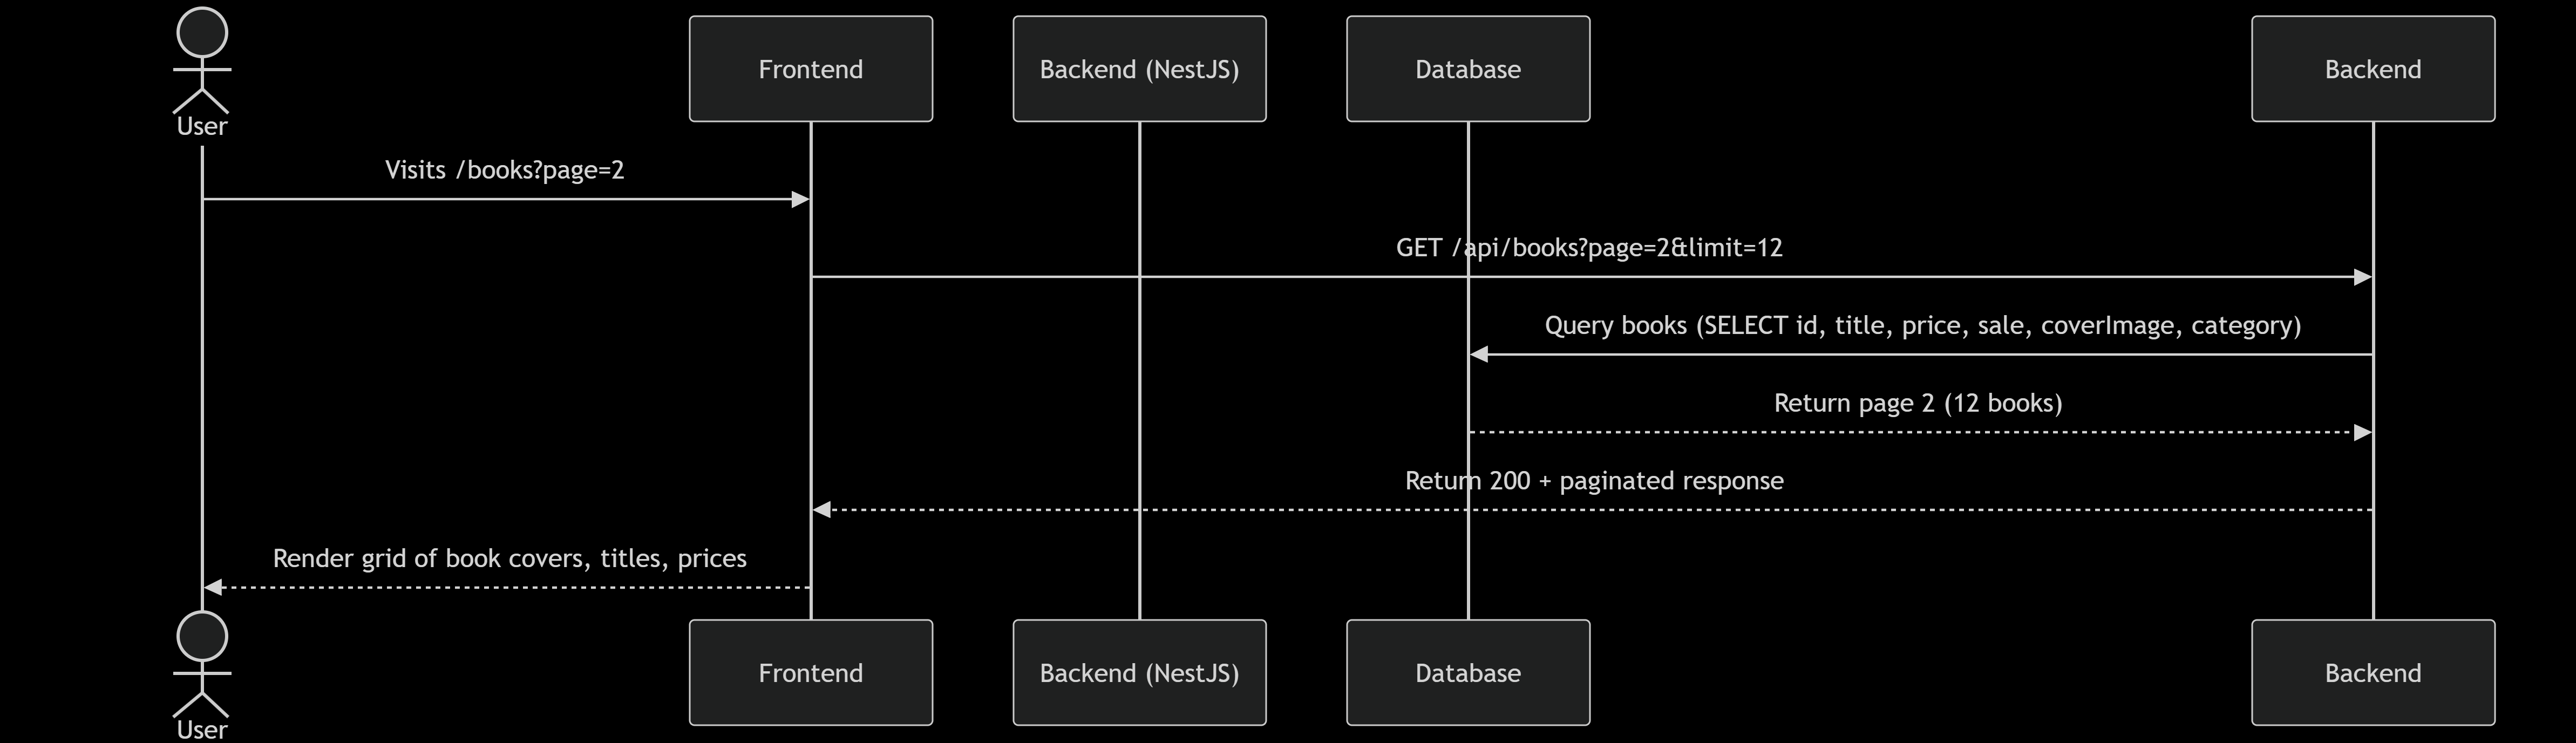 Frontend
Backend (NestJS)
Database
Backend
User
Visits /books?page=2
GET /api/books?page=2&limit=12
Query books (SELECT id, title, price, sale, coverImage, category)
Return page 2 (12 books)
Return 200 + paginated response
Render grid of book covers, titles, prices
Frontend
Backend (NestJS)
Database
Backend
User